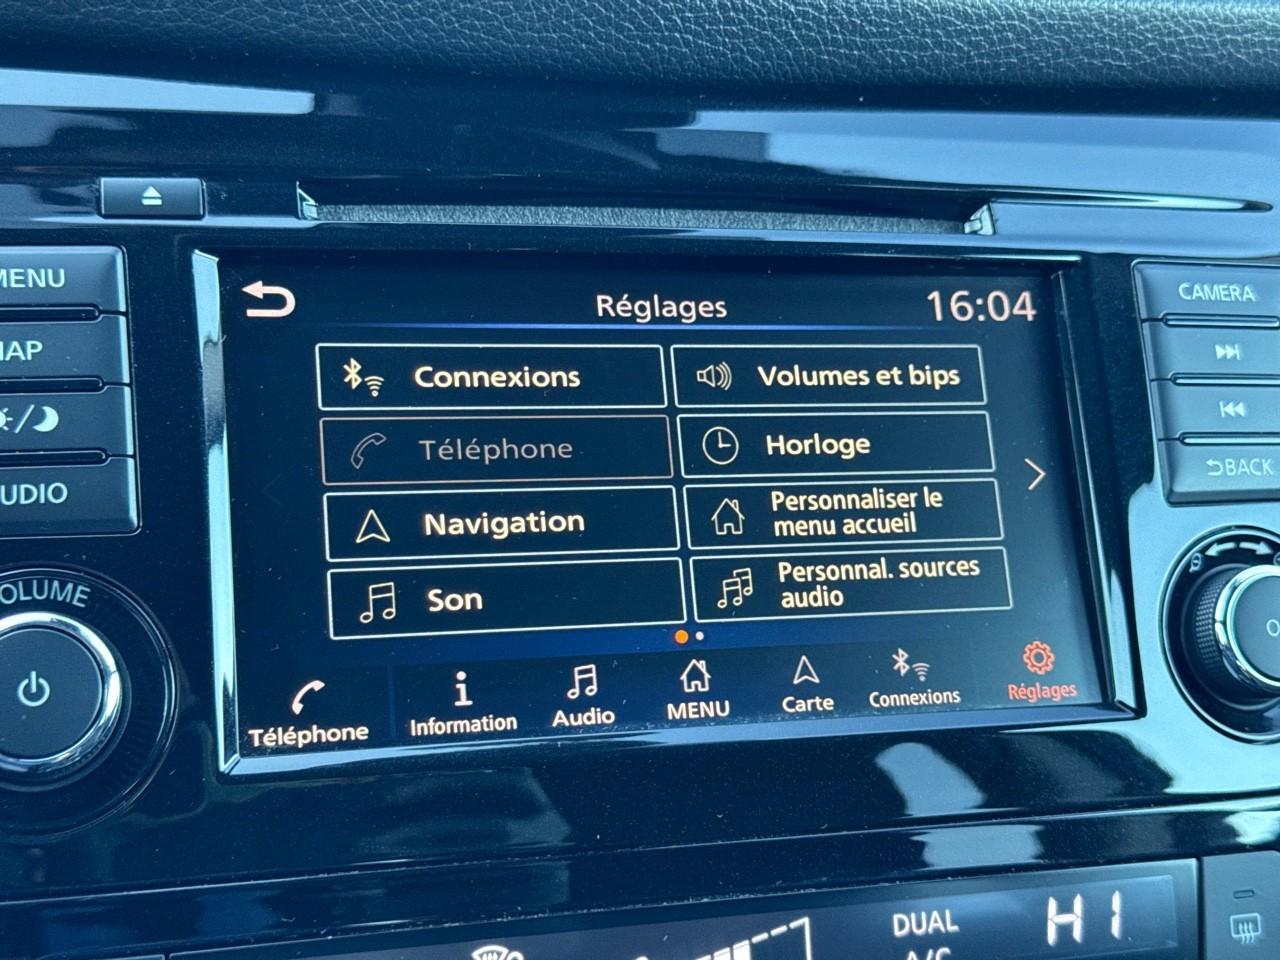 MENU
MAP
AUDIO
VOLUME
Réglages 16:04
Connexions
Volumes et bips
Téléphone
Horloge
Navigation
Personnaliser le
menu accueil
Son
Personnal. sources
audio
Téléphone
Information
Audio
MENU
Carte
Connexions
Réglages
CAMERA
BACK
DUAL
A/C
HI